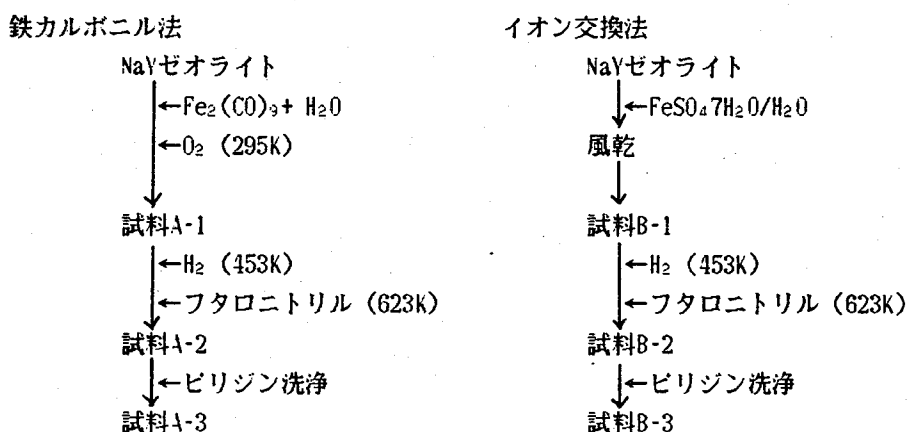 鉄カルボニル法
NaYゼオライト
←Fe₂(CO)₉+ H₂O
←O₂ (295K)
試料A-1
←H₂ (453K)
←フタロニトリル (623K)
試料A-2
←ピリジン洗浄
試料A-3
イオン交換法
NaYゼオライト
←FeSO₄7H₂O/H₂O
風乾
試料B-1
←H₂ (453K)
←フタロニトリル (623K)
試料B-2
←ピリジン洗浄
試料B-3